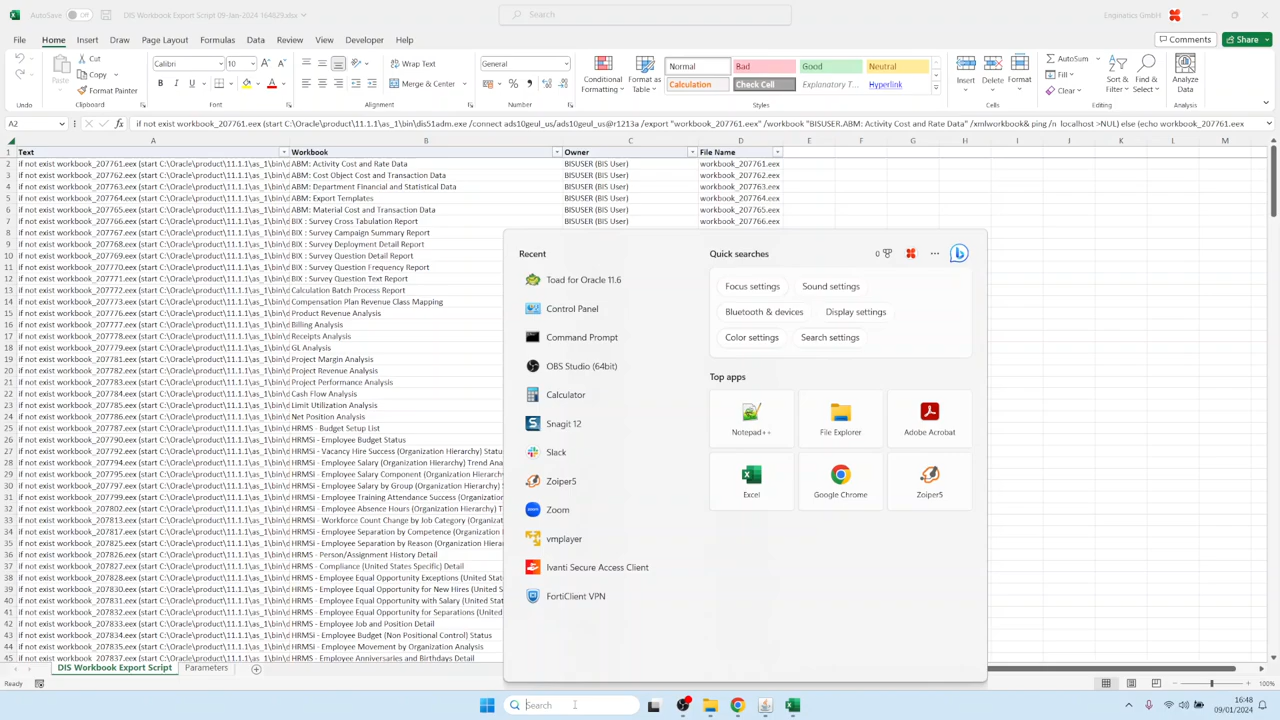 AutoSave Off DIS Workbook Export Script 09-Jan-2024 164829.xlsx Search Enginatics GmbH
File Home Insert Draw Page Layout Formulas Data Review View Developer Help Comments Share
Paste Cut Copy Format Painter Calibri 10 B I U Wrap Text Merge & Center General Conditional Formatting Format as Table Normal Bad Good Neutral Calculation Check Cell Explanatory T... Hyperlink Insert Delete Format AutoSum Fill Clear Sort & Filter Find & Select Analyze Data
Undo Clipboard Font Alignment Number Styles Cells Editing Analysis
A2 fx if not exist workbook_207761.eex (start C:\Oracle\product\11.1.1\as_1\bin\dis51adm.exe /connect ads10geul_us/ads10geul_us@r1213a /export "workbook_207761.eex" /workbook "BISUSER.ABM: Activity Cost and Rate Data" /xmlworkbook& ping /n localhost >NUL) else (echo workbook_207761.eex
A B C D E F G H I J K L M
1 Text Workbook Owner File Name
2 if not exist workbook_207761.eex (start C:\Oracle\product\11.1.1\as_1\bin\d ABM: Activity Cost and Rate Data BISUSER (BIS User) workbook_207761.eex
3 if not exist workbook_207762.eex (start C:\Oracle\product\11.1.1\as_1\bin\d ABM: Cost Object Cost and Transaction Data BISUSER (BIS User) workbook_207762.eex
4 if not exist workbook_207763.eex (start C:\Oracle\product\11.1.1\as_1\bin\d ABM: Department Financial and Statistical Data BISUSER (BIS User) workbook_207763.eex
5 if not exist workbook_207764.eex (start C:\Oracle\product\11.1.1\as_1\bin\d ABM: Export Templates BISUSER (BIS User) workbook_207764.eex
6 if not exist workbook_207765.eex (start C:\Oracle\product\11.1.1\as_1\bin\d ABM: Material Cost and Transaction Data BISUSER (BIS User) workbook_207765.eex
7 if not exist workbook_207766.eex (start C:\Oracle\product\11.1.1\as_1\bin\d BIX : Survey Cross Tabulation Report BISUSER (BIS User) workbook_207766.eex
8 if not exist workbook_207767.eex (start C:\Oracle\product\11.1.1\as_1\bin\d BIX : Survey Campaign Summary Report
9 if not exist workbook_207768.eex (start C:\Oracle\product\11.1.1\as_1\bin\d BIX : Survey Deployment Detail Report
10 if not exist workbook_207769.eex (start C:\Oracle\product\11.1.1\as_1\bin\d BIX : Survey Question Detail Report
11 if not exist workbook_207770.eex (start C:\Oracle\product\11.1.1\as_1\bin\d BIX : Survey Question Frequency Report
12 if not exist workbook_207771.eex (start C:\Oracle\product\11.1.1\as_1\bin\d BIX : Survey Question Text Report
13 if not exist workbook_207772.eex (start C:\Oracle\product\11.1.1\as_1\bin\d Calculation Batch Process Report
14 if not exist workbook_207773.eex (start C:\Oracle\product\11.1.1\as_1\bin\d Compensation Plan Revenue Class Mapping
15 if not exist workbook_207775.eex (start C:\Oracle\product\11.1.1\as_1\bin\d Product Revenue Analysis
16 if not exist workbook_207776.eex (start C:\Oracle\product\11.1.1\as_1\bin\d Billing Analysis
17 if not exist workbook_207777.eex (start C:\Oracle\product\11.1.1\as_1\bin\d Receipts Analysis
18 if not exist workbook_207779.eex (start C:\Oracle\product\11.1.1\as_1\bin\d GL Analysis
19 if not exist workbook_207781.eex (start C:\Oracle\product\11.1.1\as_1\bin\d Project Margin Analysis
20 if not exist workbook_207782.eex (start C:\Oracle\product\11.1.1\as_1\bin\d Project Revenue Analysis
21 if not exist workbook_207783.eex (start C:\Oracle\product\11.1.1\as_1\bin\d Project Performance Analysis
22 if not exist workbook_207784.eex (start C:\Oracle\product\11.1.1\as_1\bin\d Cash Flow Analysis
23 if not exist workbook_207785.eex (start C:\Oracle\product\11.1.1\as_1\bin\d Limit Utilization Analysis
24 if not exist workbook_207786.eex (start C:\Oracle\product\11.1.1\as_1\bin\d Net Position Analysis
25 if not exist workbook_207787.eex (start C:\Oracle\product\11.1.1\as_1\bin\d HRMS - Budget Setup List
26 if not exist workbook_207790.eex (start C:\Oracle\product\11.1.1\as_1\bin\d HRMSi - Employee Budget Status
27 if not exist workbook_207792.eex (start C:\Oracle\product\11.1.1\as_1\bin\d HRMSi - Vacancy Hire Success (Organization Hierarchy) Status
28 if not exist workbook_207794.eex (start C:\Oracle\product\11.1.1\as_1\bin\d HRMSi - Employee Salary (Organization Hierarchy) Trend Ana
29 if not exist workbook_207795.eex (start C:\Oracle\product\11.1.1\as_1\bin\d HRMSi - Employee Salary Component (Organization Hierarchy
30 if not exist workbook_207797.eex (start C:\Oracle\product\11.1.1\as_1\bin\d HRMSi - Employee Salary by Group (Organization Hierarchy)
31 if not exist workbook_207799.eex (start C:\Oracle\product\11.1.1\as_1\bin\d HRMSi - Employee Training Attendance Success (Organization
32 if not exist workbook_207810.eex (start C:\Oracle\product\11.1.1\as_1\bin\d HRMSi - Employee Absence Hours (Organization Hierarchy) T
33 if not exist workbook_207813.eex (start C:\Oracle\product\11.1.1\as_1\bin\d HRMSi - Workforce Count Change by Job Category (Organizat
34 if not exist workbook_207817.eex (start C:\Oracle\product\11.1.1\as_1\bin\d HRMSi - Employee Separation by Competence (Organization H
35 if not exist workbook_207825.eex (start C:\Oracle\product\11.1.1\as_1\bin\d HRMSi - Employee Separation by Reason (Organization Hierar
36 if not exist workbook_207826.eex (start C:\Oracle\product\11.1.1\as_1\bin\d HRMS - Person/Assignment History Detail
37 if not exist workbook_207827.eex (start C:\Oracle\product\11.1.1\as_1\bin\d HRMS - Compliance (United States Specific) Detail
38 if not exist workbook_207828.eex (start C:\Oracle\product\11.1.1\as_1\bin\d HRMS - Employee Equal Opportunity Exceptions (United State
39 if not exist workbook_207830.eex (start C:\Oracle\product\11.1.1\as_1\bin\d HRMS - Employee Equal Opportunity for New Hires (United St
40 if not exist workbook_207831.eex (start C:\Oracle\product\11.1.1\as_1\bin\d HRMS - Employee Equal Opportunity with Salary (United State
41 if not exist workbook_207832.eex (start C:\Oracle\product\11.1.1\as_1\bin\d HRMS - Employee Equal Opportunity for Separations (United S
42 if not exist workbook_207833.eex (start C:\Oracle\product\11.1.1\as_1\bin\d HRMS - Employee Job and Position Detail
43 if not exist workbook_207834.eex (start C:\Oracle\product\11.1.1\as_1\bin\d HRMSi - Employee Budget (Non Positional Control) Status
44 if not exist workbook_207835.eex (start C:\Oracle\product\11.1.1\as_1\bin\d HRMSi - Employee Movement by Organization Analysis
45 if not exist workbook_207837.eex (start C:\Oracle\product\11.1.1\as_1\bin\d HRMS - Employee Anniversaries and Birthdays Detail
Recent
Toad for Oracle 11.6
Control Panel
Command Prompt
OBS Studio (64bit)
Calculator
Snagit 12
Slack
Zoiper5
Zoom
vmplayer
Ivanti Secure Access Client
FortiClient VPN
Quick searches 0
Focus settings Sound settings
Bluetooth & devices Display settings
Color settings Search settings
Top apps
Notepad++ File Explorer Adobe Acrobat
Excel Google Chrome Zoiper5
DIS Workbook Export Script Parameters
Ready 100%
Search
16:48
09/01/2024